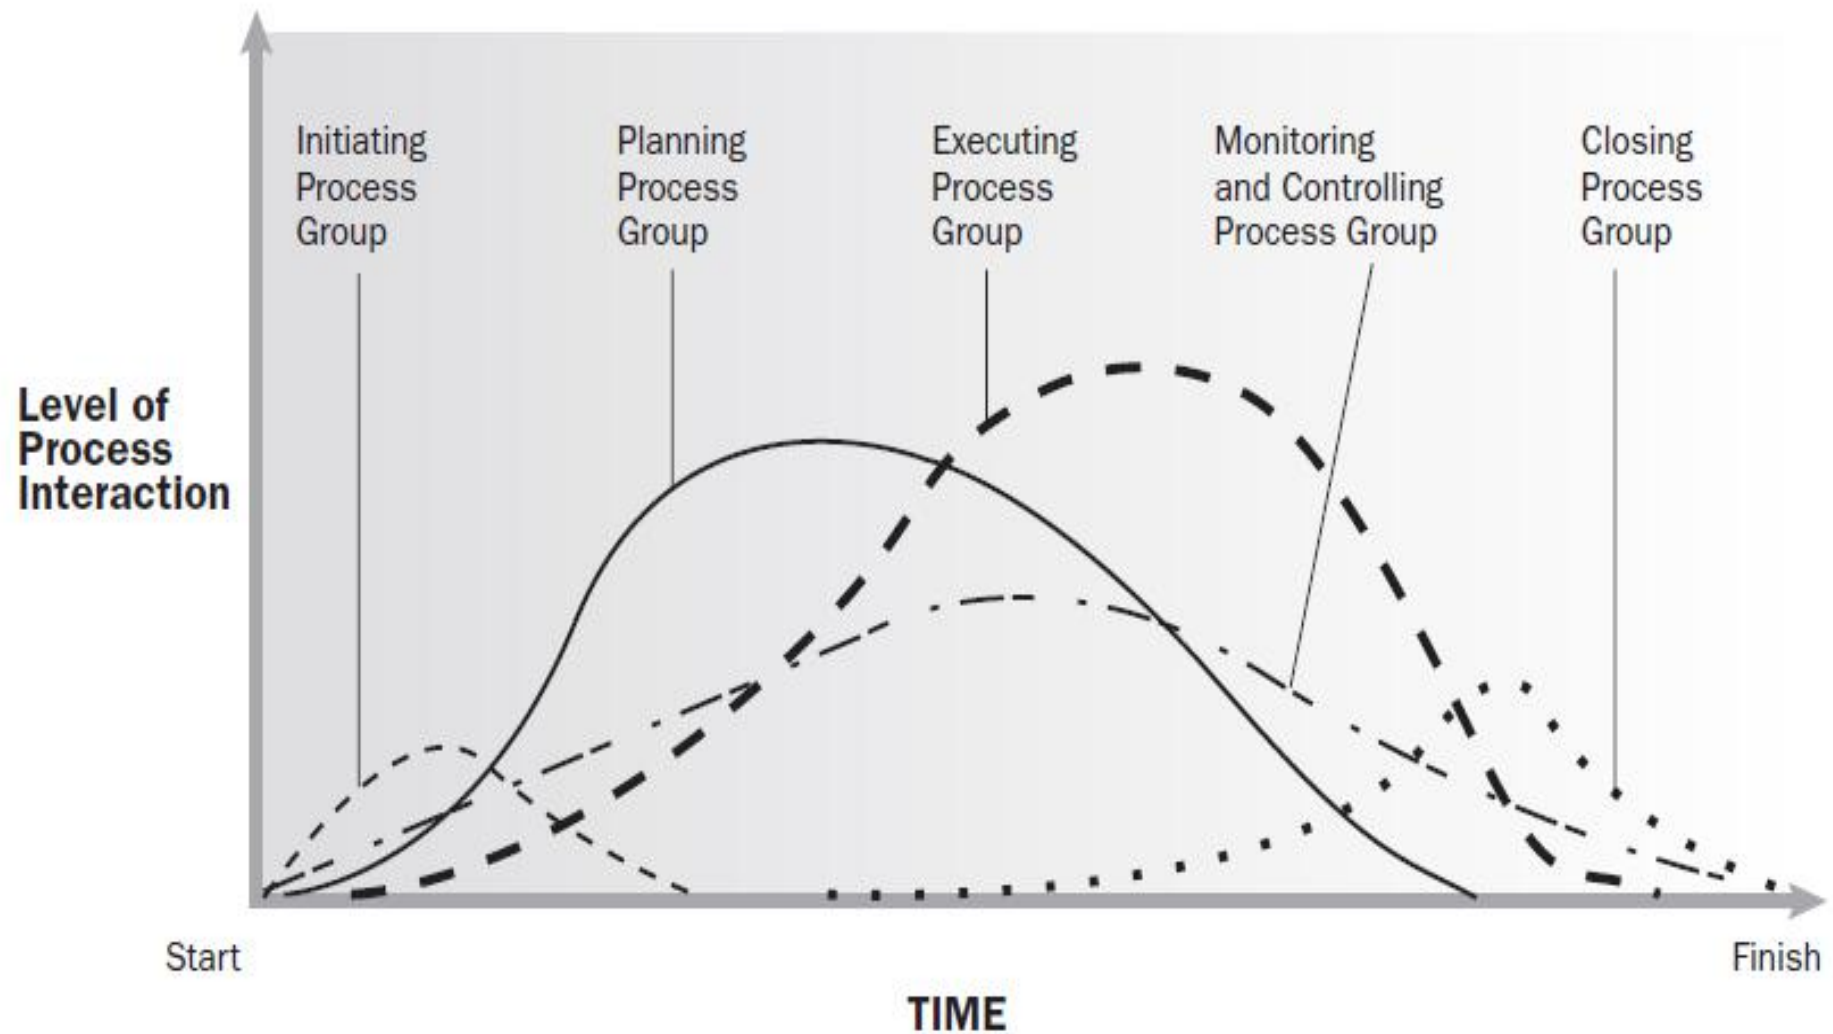 Initiating
Process
Group
Planning
Process
Group
Executing
Process
Group
Monitoring
and Controlling
Process Group
Closing
Process
Group
Level of
Process
Interaction
Start
Finish
TIME